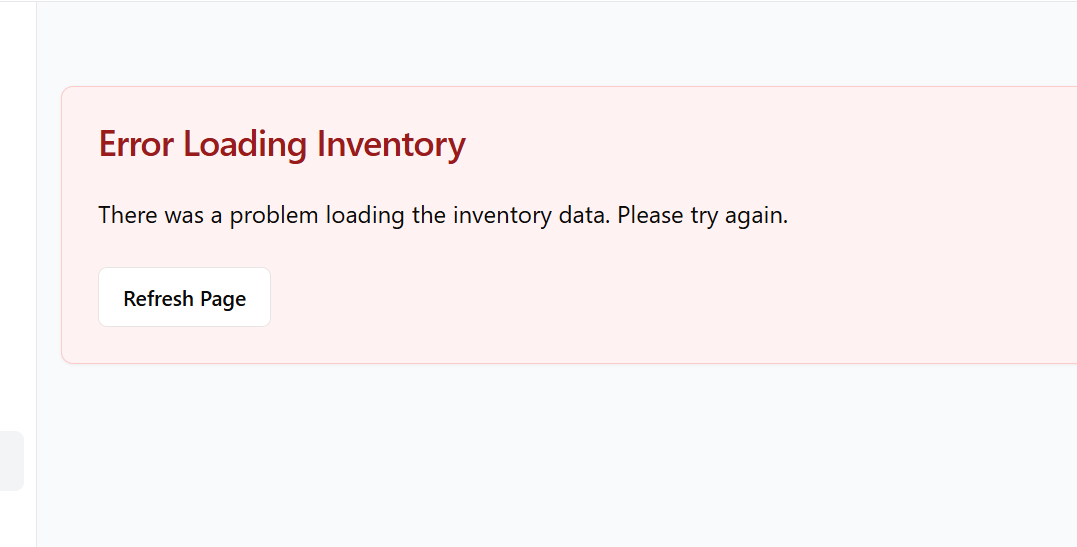 Error Loading Inventory
There was a problem loading the inventory data. Please try again.
Refresh Page